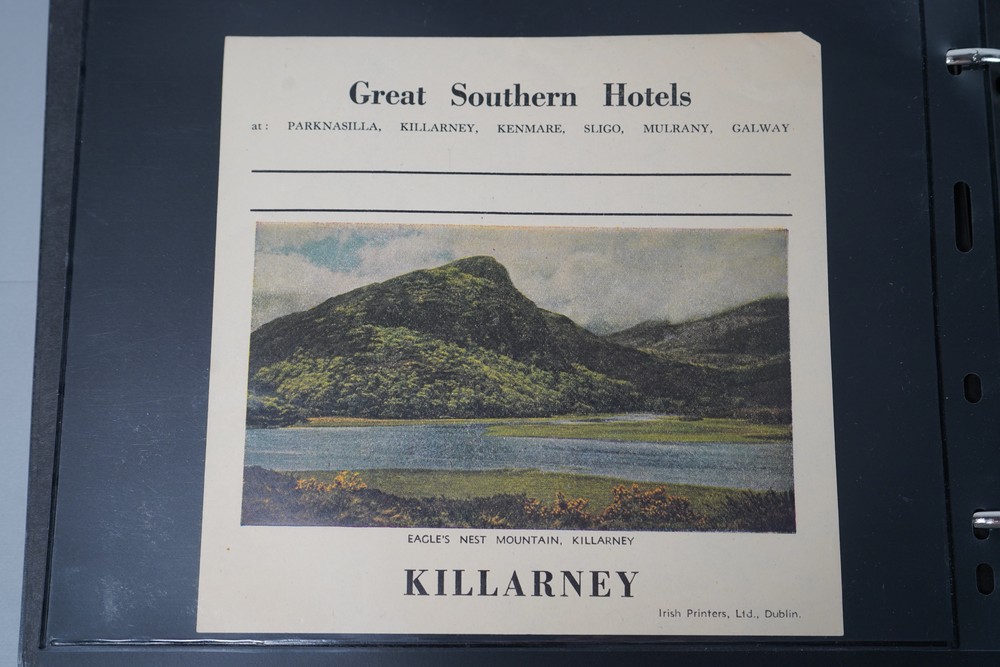 Great Southern Hotels
at: PARKNASILLA, KILLARNEY, KENMARE, SLIGO, MULRANY, GALWAY
EAGLE'S NEST MOUNTAIN, KILLARNEY
KILLARNEY
Irish Printers, Ltd., Dublin.